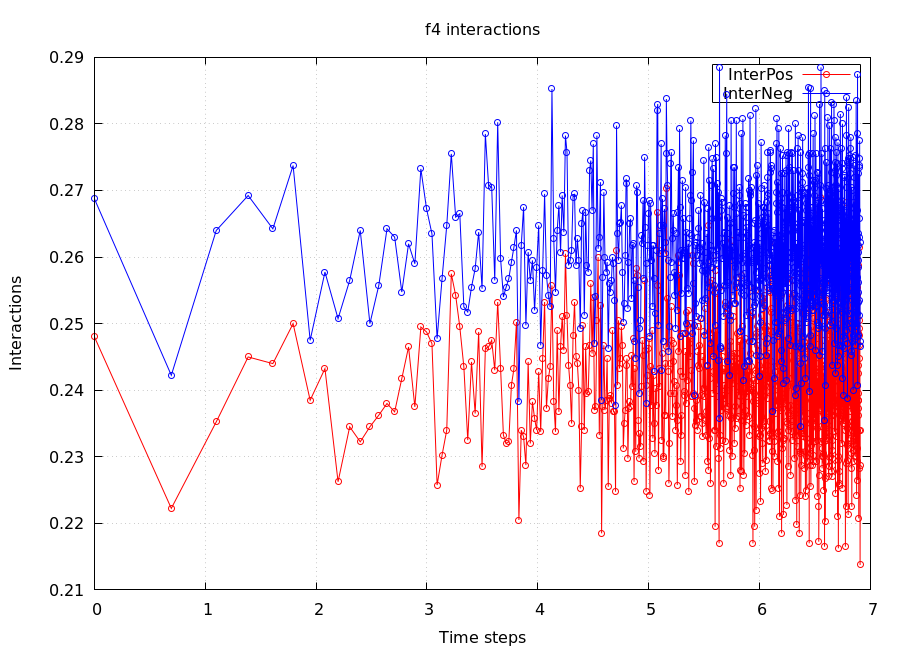 f4 interactions
0.29
0.28
0.27
0.26
0.25
0.24
0.23
0.22
0.21
Interactions
InterPos
InterNeg
0 1 2 3 4 5 6 7
Time steps